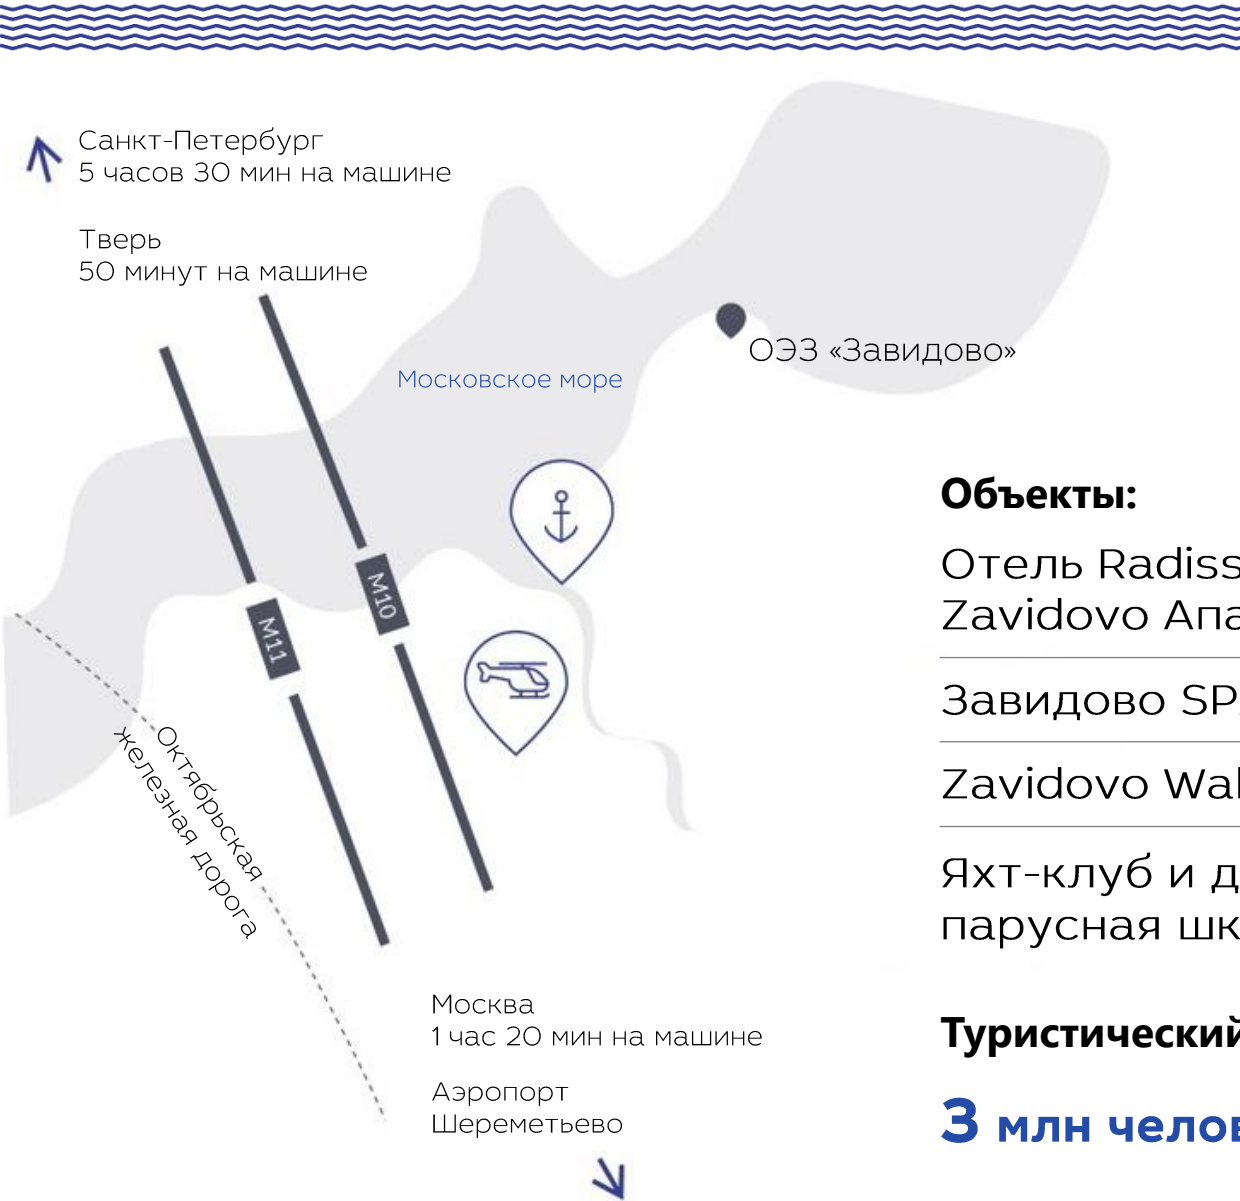 Санкт-Петербург
5 часов 30 мин на машине
Тверь
50 минут на машине
ОЭЗ «Завидово»
Московское море
М10
М11
Октябрьская
железная дорога
Москва
1 час 20 мин на машине
Аэропорт
Шереметьево
Объекты:
Отель Radiss
Zavidovo Апа
Завидово SP
Zavidovo Wa
Яхт-клуб и д
парусная шк
Туристический
3 млн челов